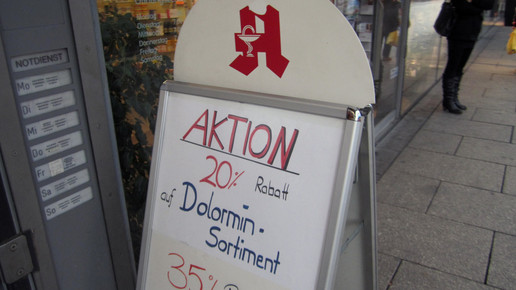 NOTDIENST
Mo
Di
Mi
Do
Fr
Sa
So
AKTION
20% Rabatt
auf Dolormin-
Sortiment
35%